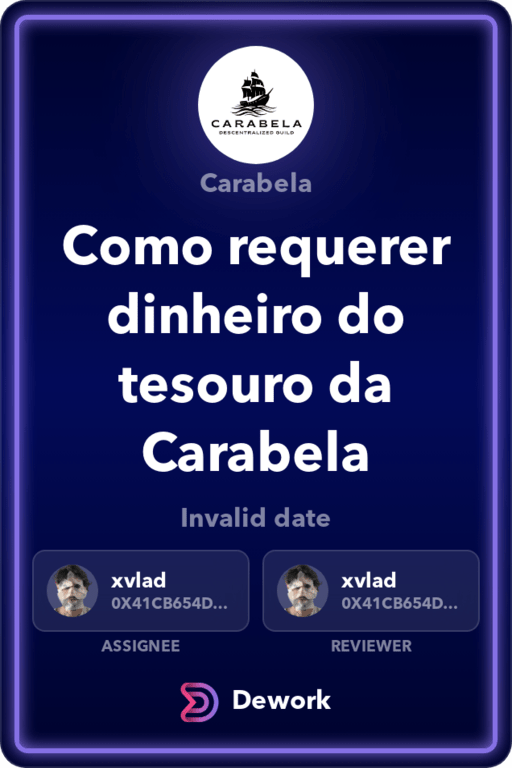 CARABELA
DESCENTRALIZED GUILD
Carabela
Como requerer
dinheiro do
tesouro da
Carabela
Invalid date
xvlad
0X41CB654D...
xvlad
0X41CB654D...
ASSIGNEE
REVIEWER
Dework